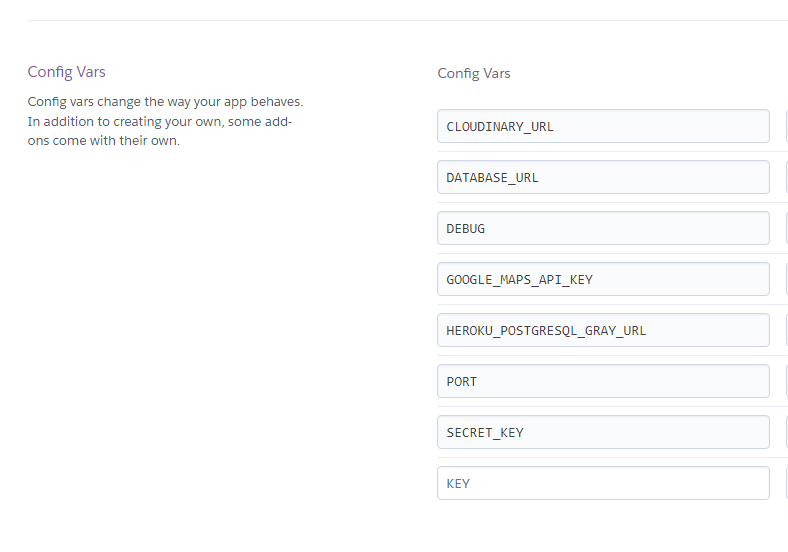 Config Vars
Config vars change the way your app behaves.
In addition to creating your own, some add-
ons come with their own.
Config Vars
CLOUDINARY_URL
DATABASE_URL
DEBUG
GOOGLE_MAPS_API_KEY
HEROKU_POSTGRESQL_GRAY_URL
PORT
SECRET_KEY
KEY